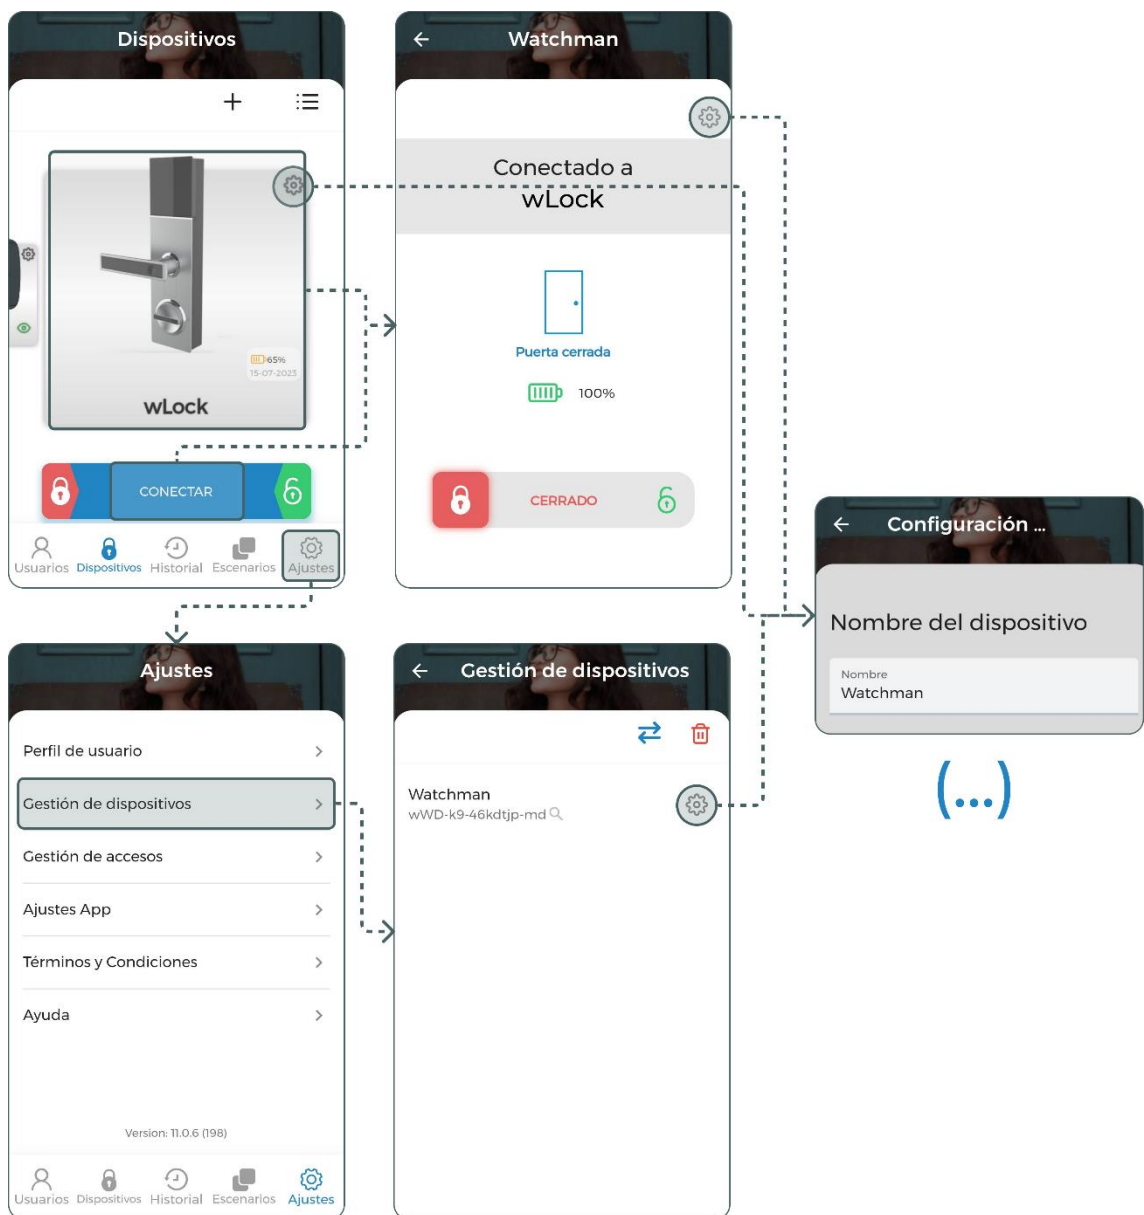 Dispositivos
65%
15-07-2023
wLock
CONECTAR
Usuarios Dispositivos Historial Escenarios Ajustes
Watchman
Conectado a
wLock
Puerta cerrada
100%
CERRADO
Ajustes
Perfil de usuario
Gestión de dispositivos
Gestión de accesos
Ajustes App
Términos y Condiciones
Ayuda
Version: 11.0.6 (198)
Usuarios Dispositivos Historial Escenarios Ajustes
Gestión de dispositivos
Watchman
wWD-k9-46kdtjp-md
Configuración ...
Nombre del dispositivo
Nombre
Watchman
(...)